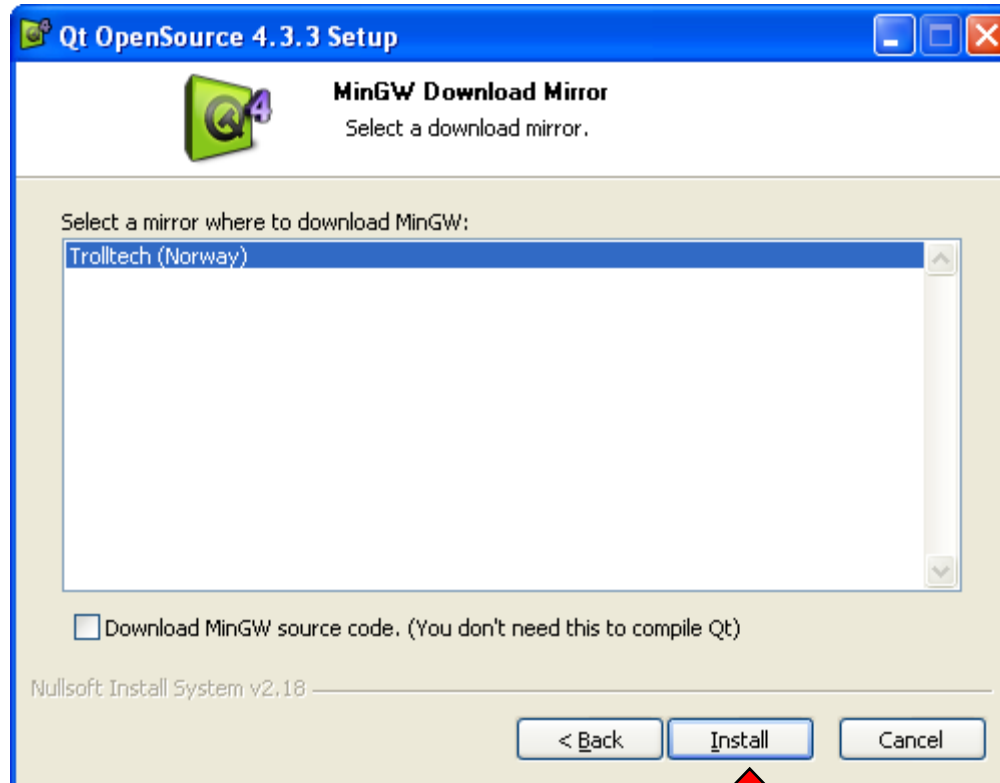 Qt OpenSource 4.3.3 Setup
MinGW Download Mirror
Select a download mirror.
Select a mirror where to download MinGW:
Trolltech (Norway)
Download MinGW source code. (You don't need this to compile Qt)
Nullsoft Install System v2.18
< Back
Install
Cancel